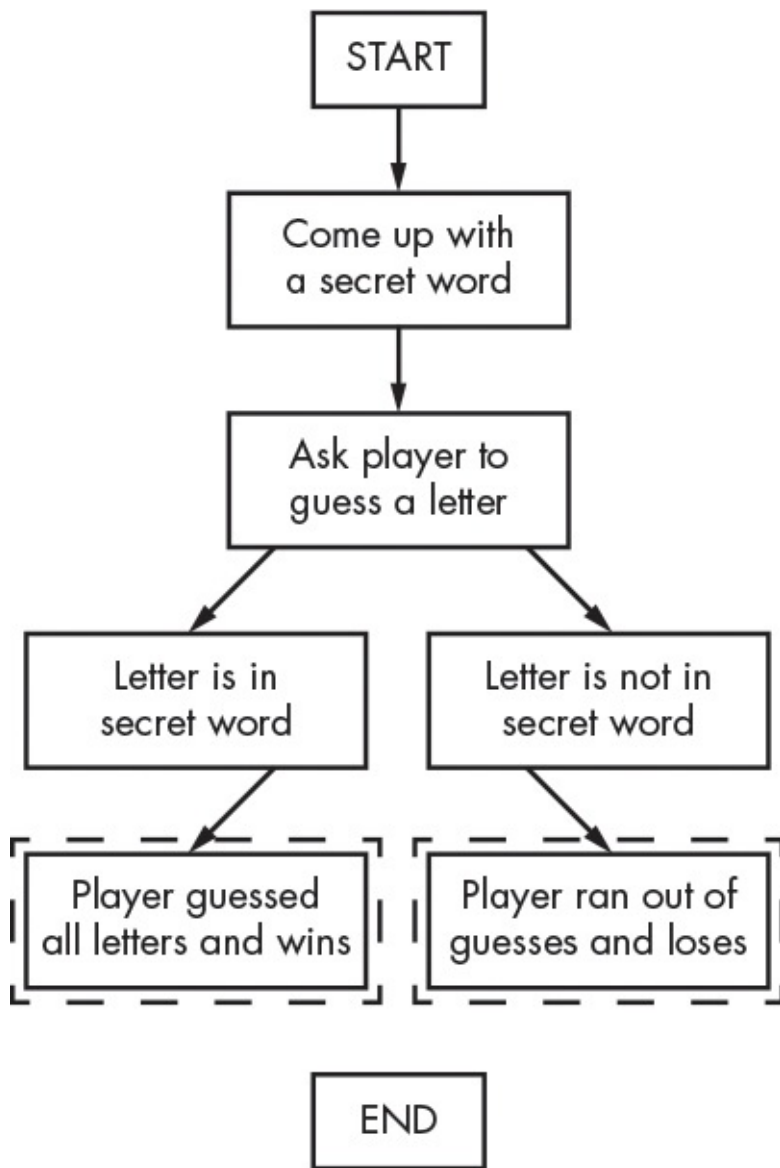 START
Come up with
a secret word
Ask player to
guess a letter
Letter is in
secret word
Letter is not in
secret word
Player guessed
all letters and wins
Player ran out of
guesses and loses
END